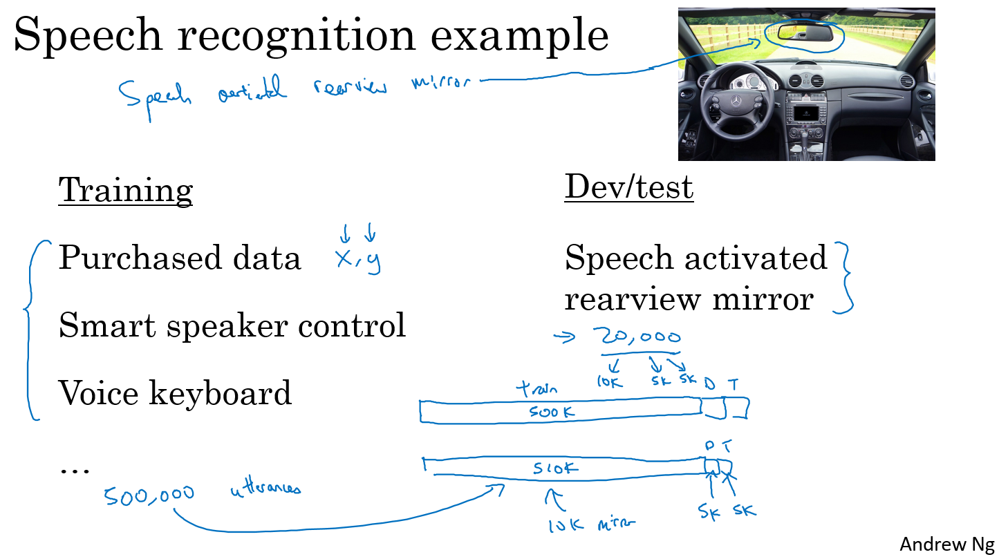 Speech recognition example
Speech rearview mirror
Training
Dev/test
Purchased data x, y
Speech activated
rearview mirror
Smart speaker control
20,000
10K 5K 5K D T
Voice keyboard
train
500K
D T
...
510K
500,000 utterances
10K mirror
5K 5K
Andrew Ng